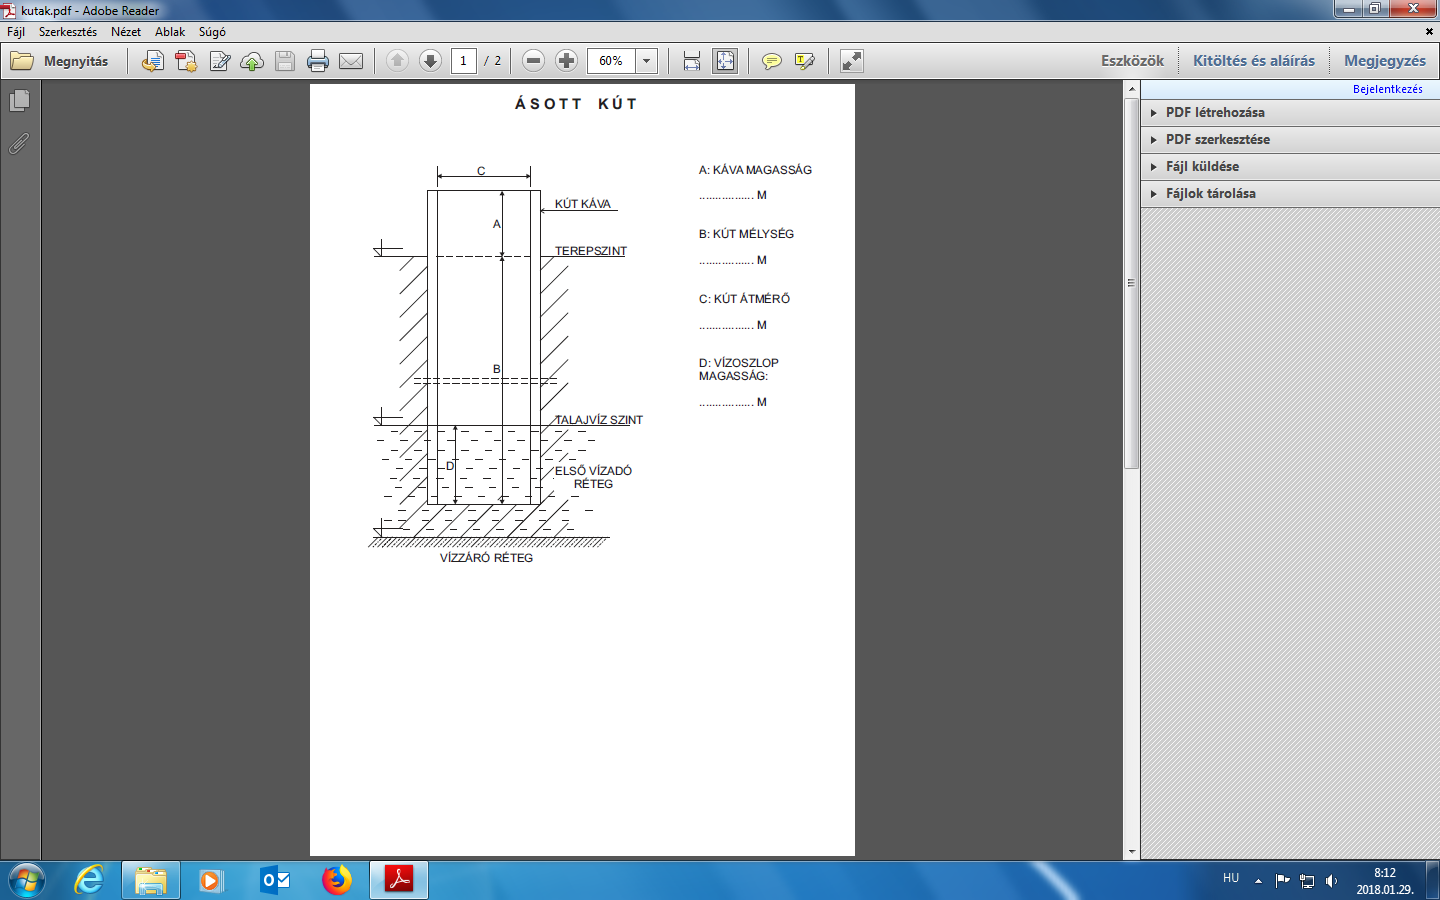 kutak.pdf - Adobe Reader
Fájl Szerkesztés Nézet Ablak Súgó
Megnyitás
1 / 2
60%
Eszközök
Kitöltés és aláírás
Megjegyzés
Bejelentkezés
PDF létrehozása
PDF szerkesztése
Fájl küldése
Fájlok tárolása
ÁSOTT KÚT
C
KÚT KÁVA
A
TEREPSZINT
B
TALAJVÍZ SZINT
D
ELSŐ VÍZADÓ
RÉTEG
VÍZZÁRÓ RÉTEG
A: KÁVA MAGASSÁG
................. M
B: KÚT MÉLYSÉG
................. M
C: KÚT ÁTMÉRŐ
................. M
D: VÍZOSZLOP
MAGASSÁG:
................. M
HU
8:12
2018.01.29.